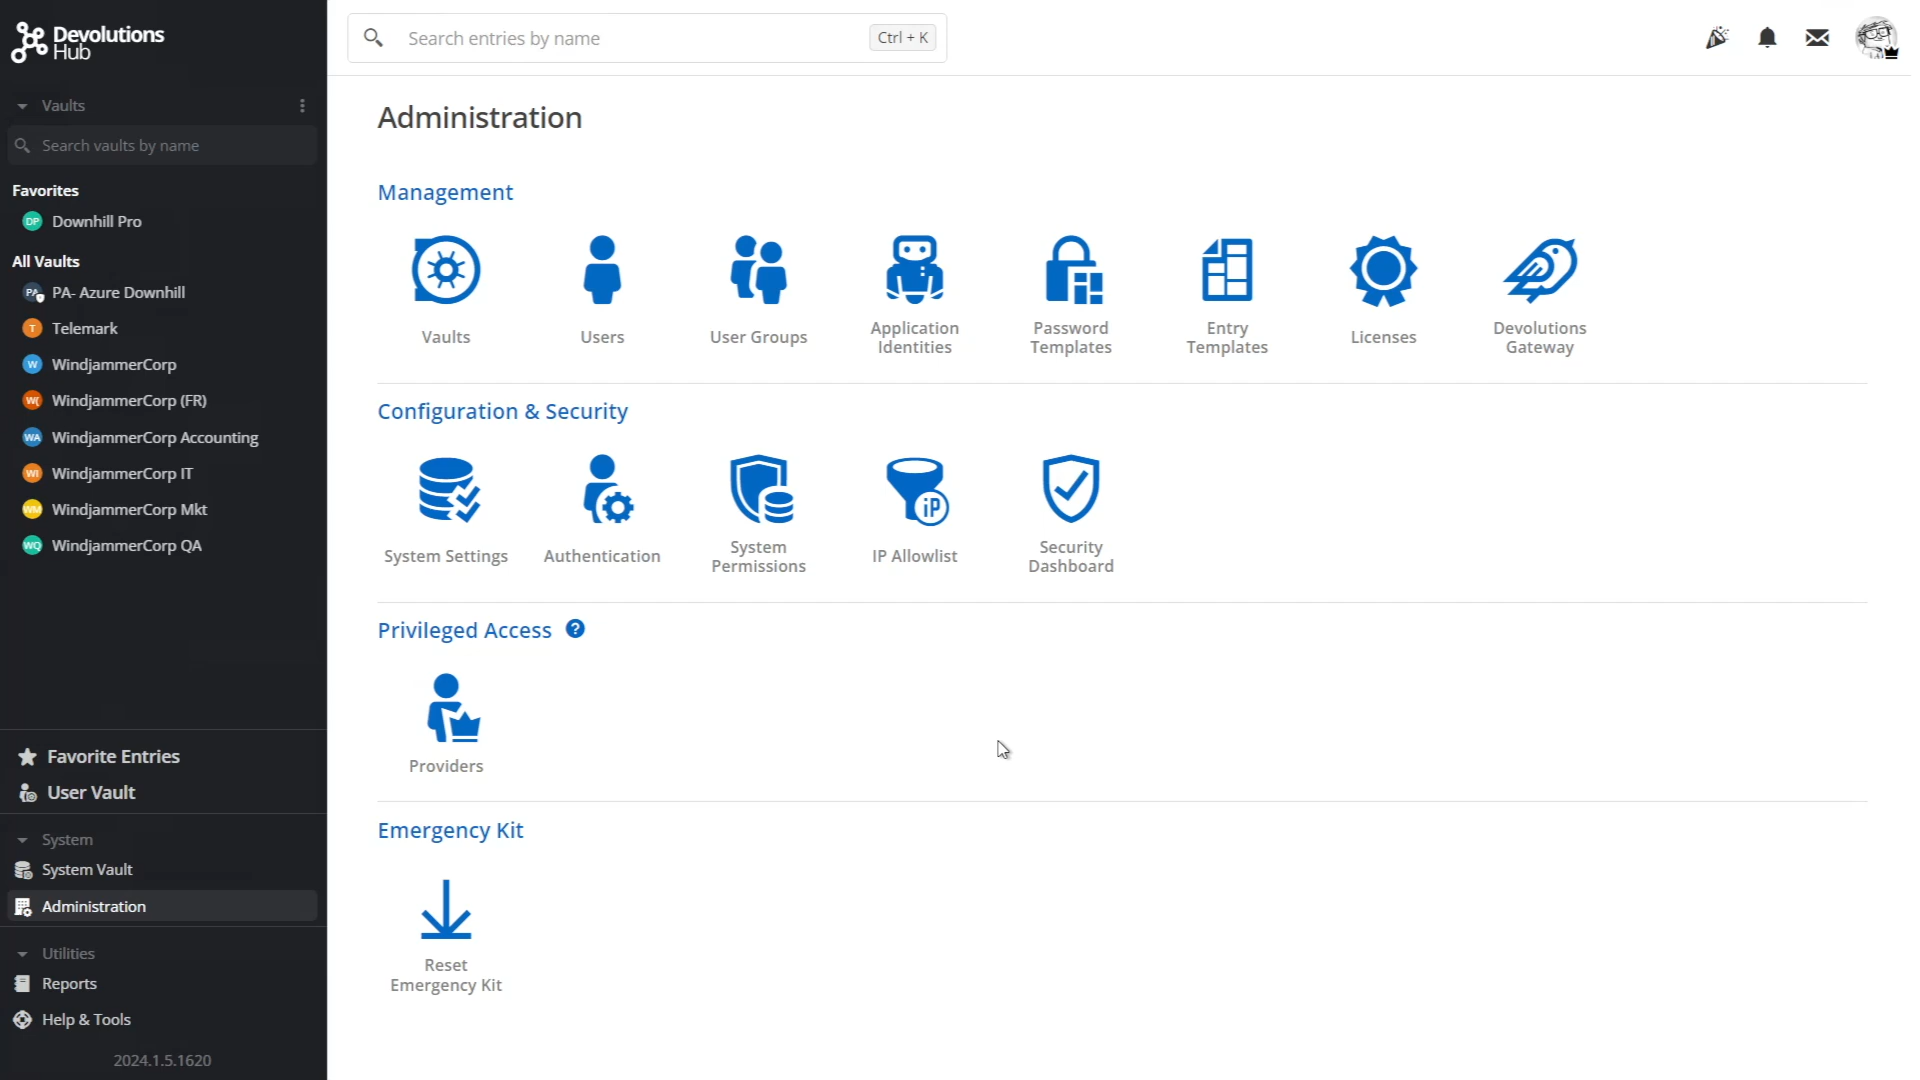 Devolutions
Hub
Search entries by name
Ctrl + K
Vaults
Search vaults by name
Favorites
DP Downhill Pro
All Vaults
PA PA- Azure Downhill
T Telemark
W WindjammerCorp
W( WindjammerCorp (FR)
WA WindjammerCorp Accounting
WI WindjammerCorp IT
WM WindjammerCorp Mkt
WQ WindjammerCorp QA
Favorite Entries
User Vault
System
System Vault
Administration
Utilities
Reports
Help & Tools
2024.1.5.1620
Administration
Management
Vaults
Users
User Groups
Application
Identities
Password
Templates
Entry
Templates
Licenses
Devolutions
Gateway
Configuration & Security
System Settings
Authentication
System
Permissions
iP
IP Allowlist
Security
Dashboard
Privileged Access ?
Providers
Emergency Kit
Reset
Emergency Kit